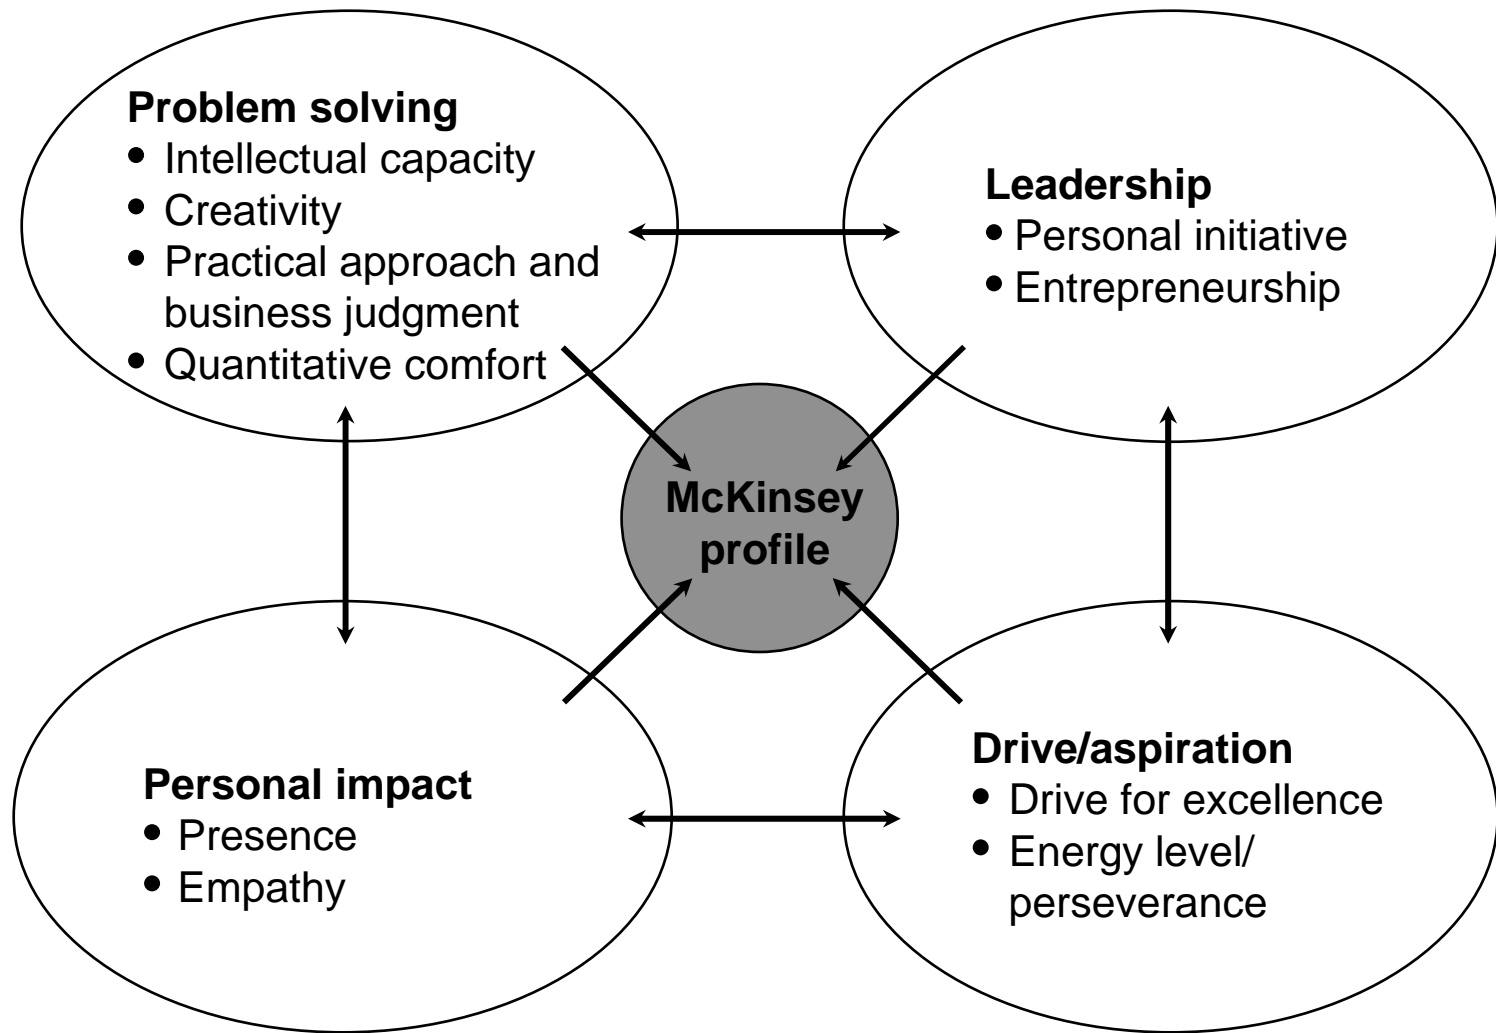 Problem solving
• Intellectual capacity
• Creativity
• Practical approach and
business judgment
• Quantitative comfort
Leadership
• Personal initiative
• Entrepreneurship
McKinsey
profile
Personal impact
• Presence
• Empathy
Drive/aspiration
• Drive for excellence
• Energy level/
perseverance